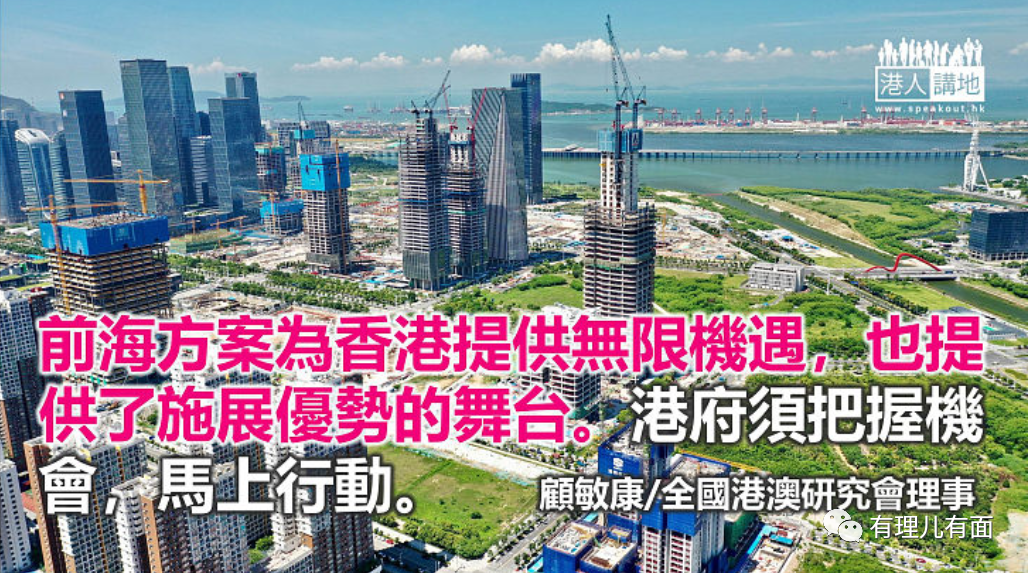 港人講地
www.speakout.hk
前海方案為香港提供無限機遇，也提
供了施展優勢的舞台。港府須把握機
會，馬上行動。
顧敏康/全國港澳研究會理事
有理儿有面